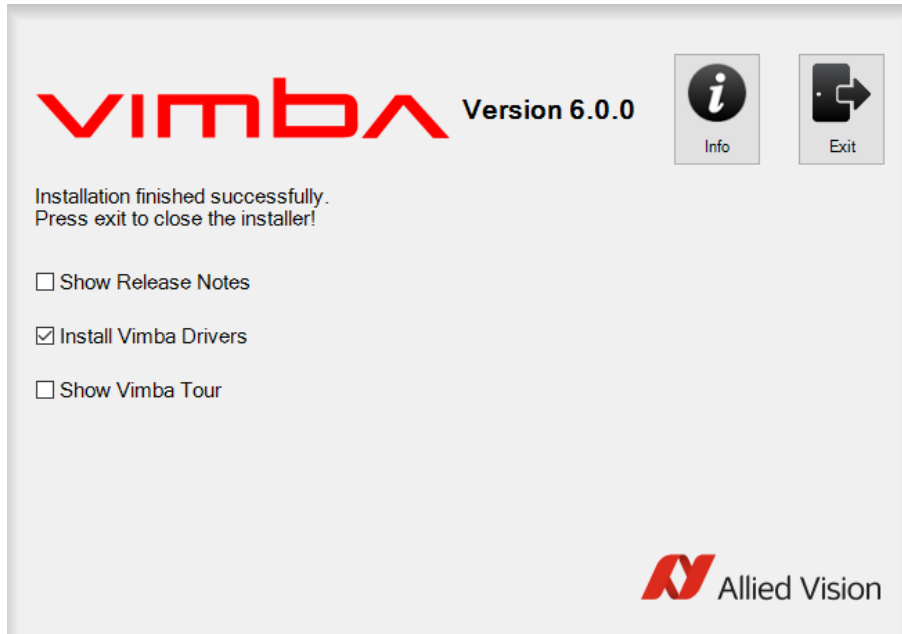 vimba Version 6.0.0
Info
Exit
Installation finished successfully.
Press exit to close the installer!
Show Release Notes
Install Vimba Drivers
Show Vimba Tour
Allied Vision